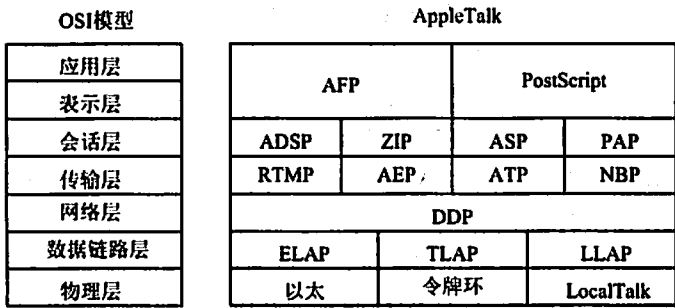 OSI模型 AppleTalk
应用层 AFP PostScript
表示层
会话层 ADSP ZIP ASP PAP
传输层 RTMP AEP ATP NBP
网络层 DDP
数据链路层 ELAP TLAP LLAP
物理层 以太 令牌环 LocalTalk